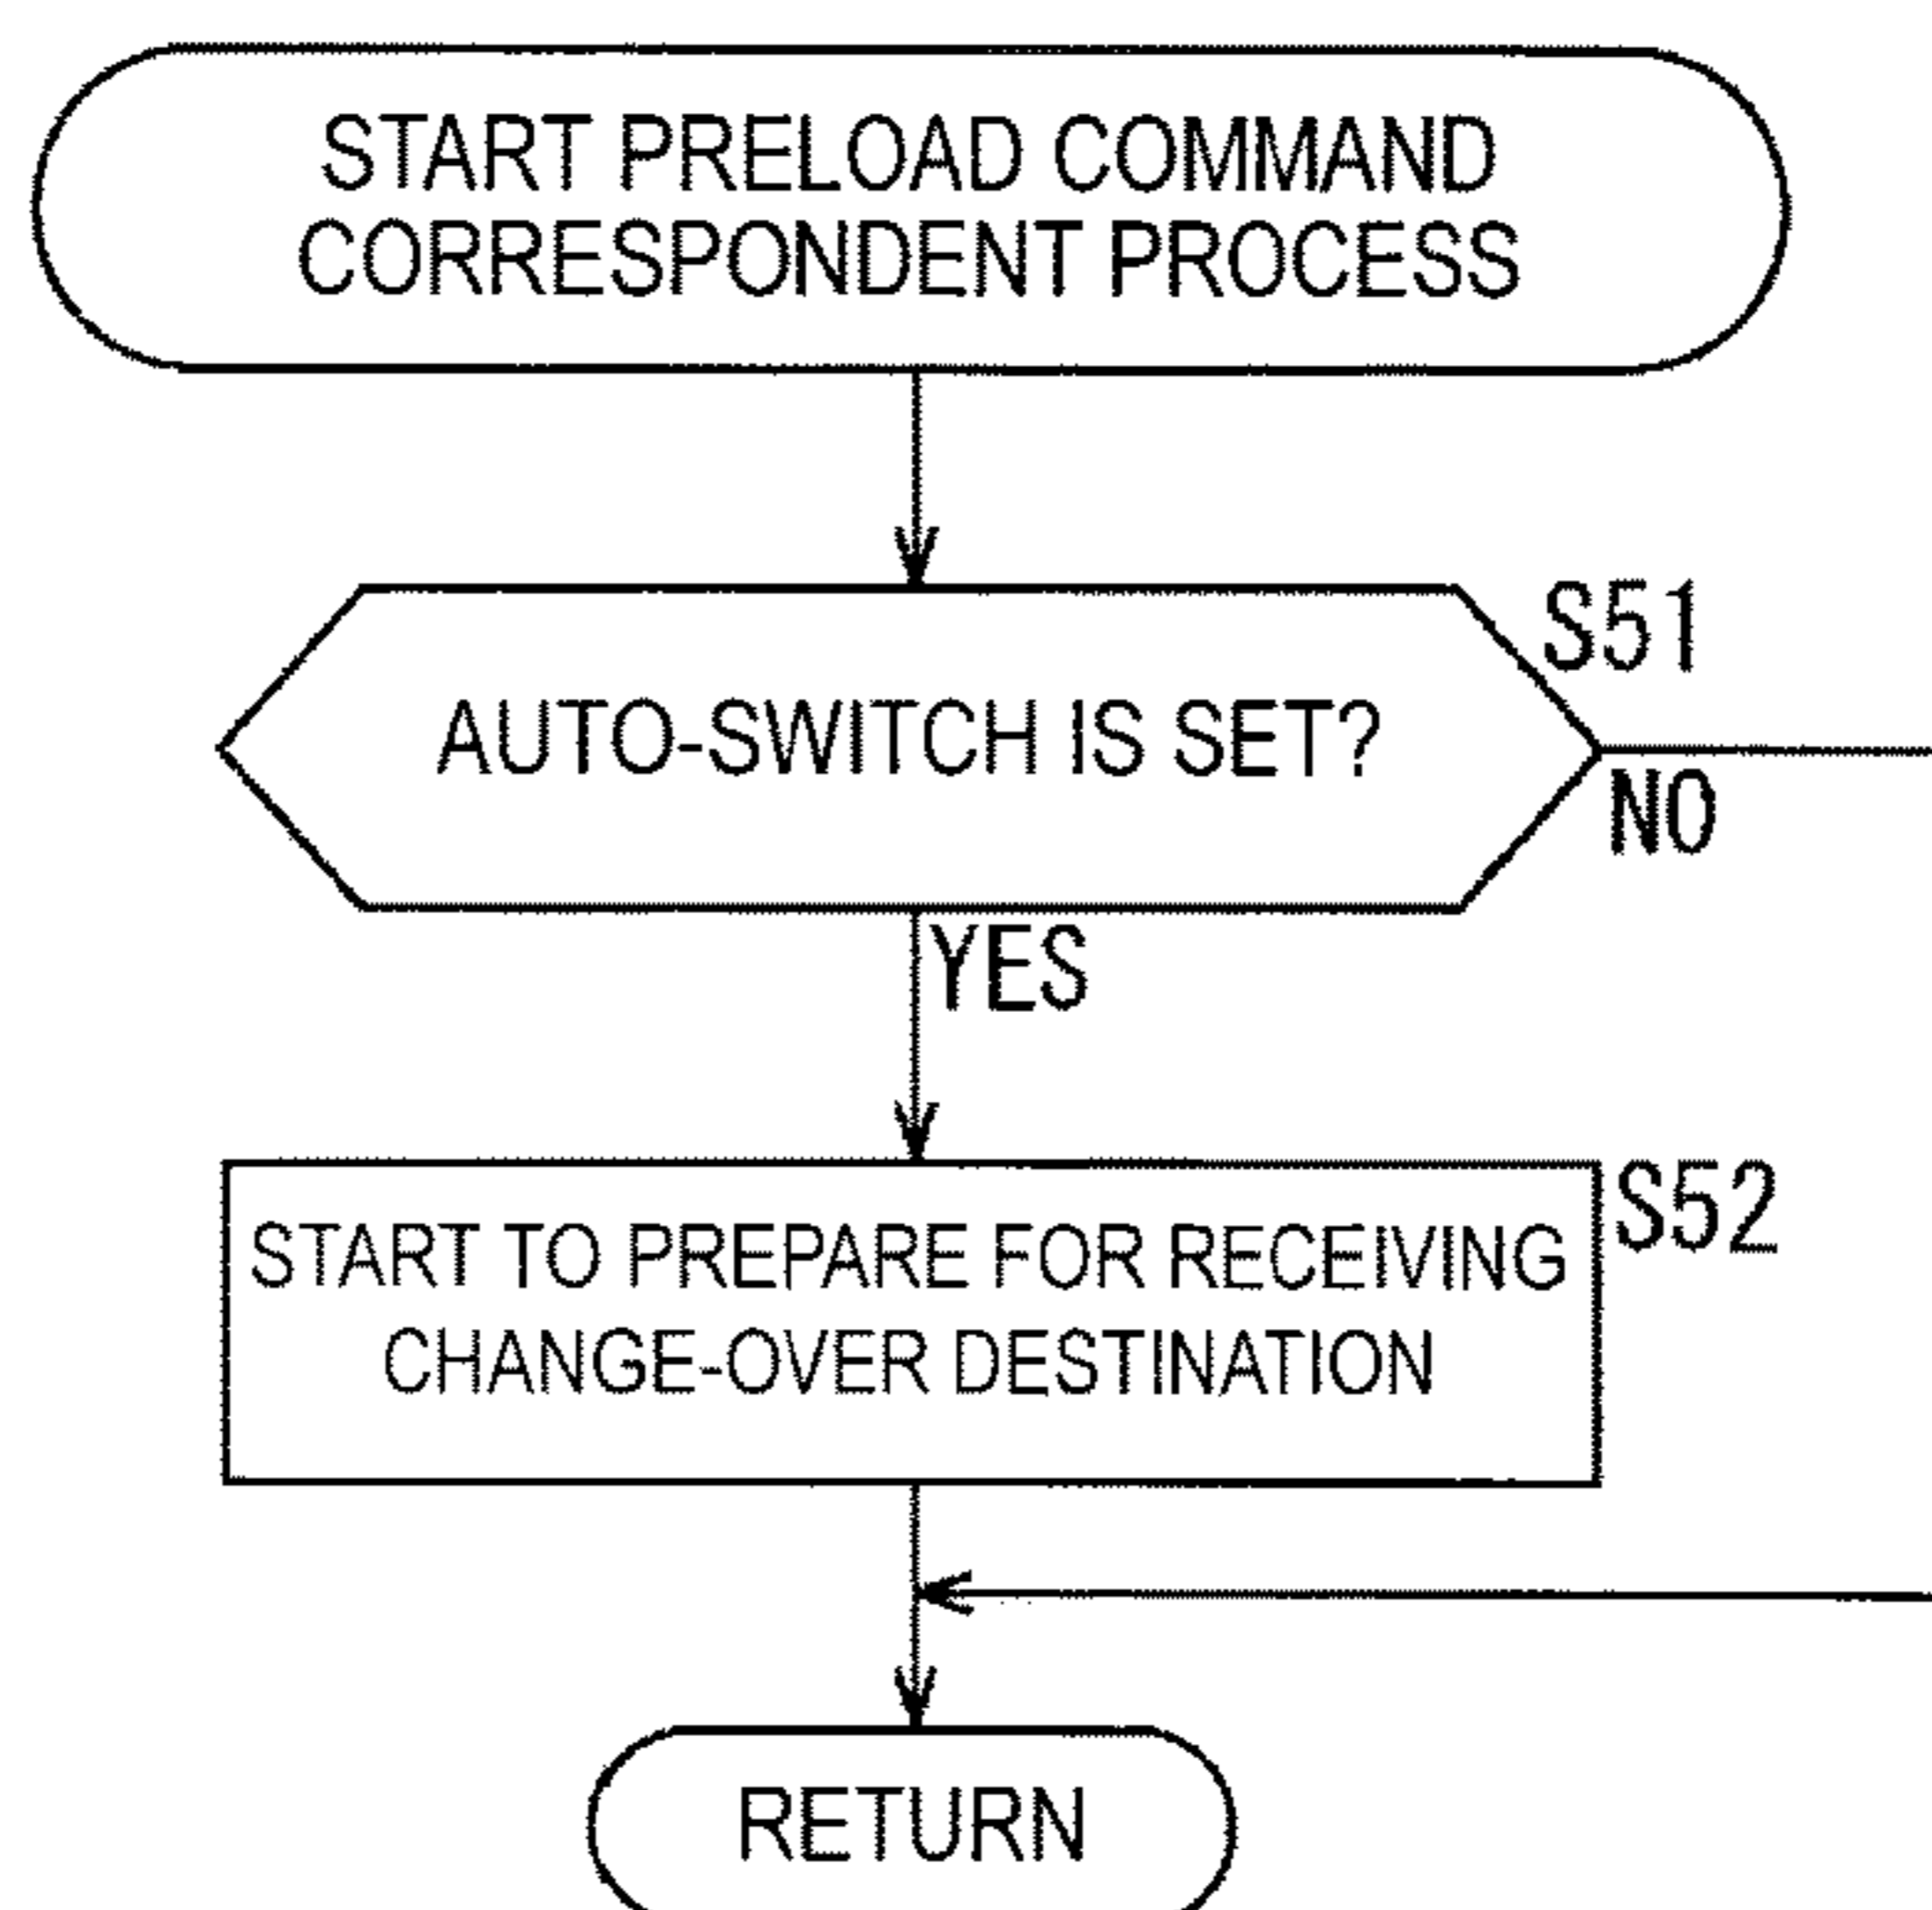 START PRELOAD COMMAND
CORRESPONDENT PROCESS
S51
AUTO-SWITCH IS SET?
NO
YES
S52
START TO PREPARE FOR RECEIVING
CHANGE-OVER DESTINATION
RETURN